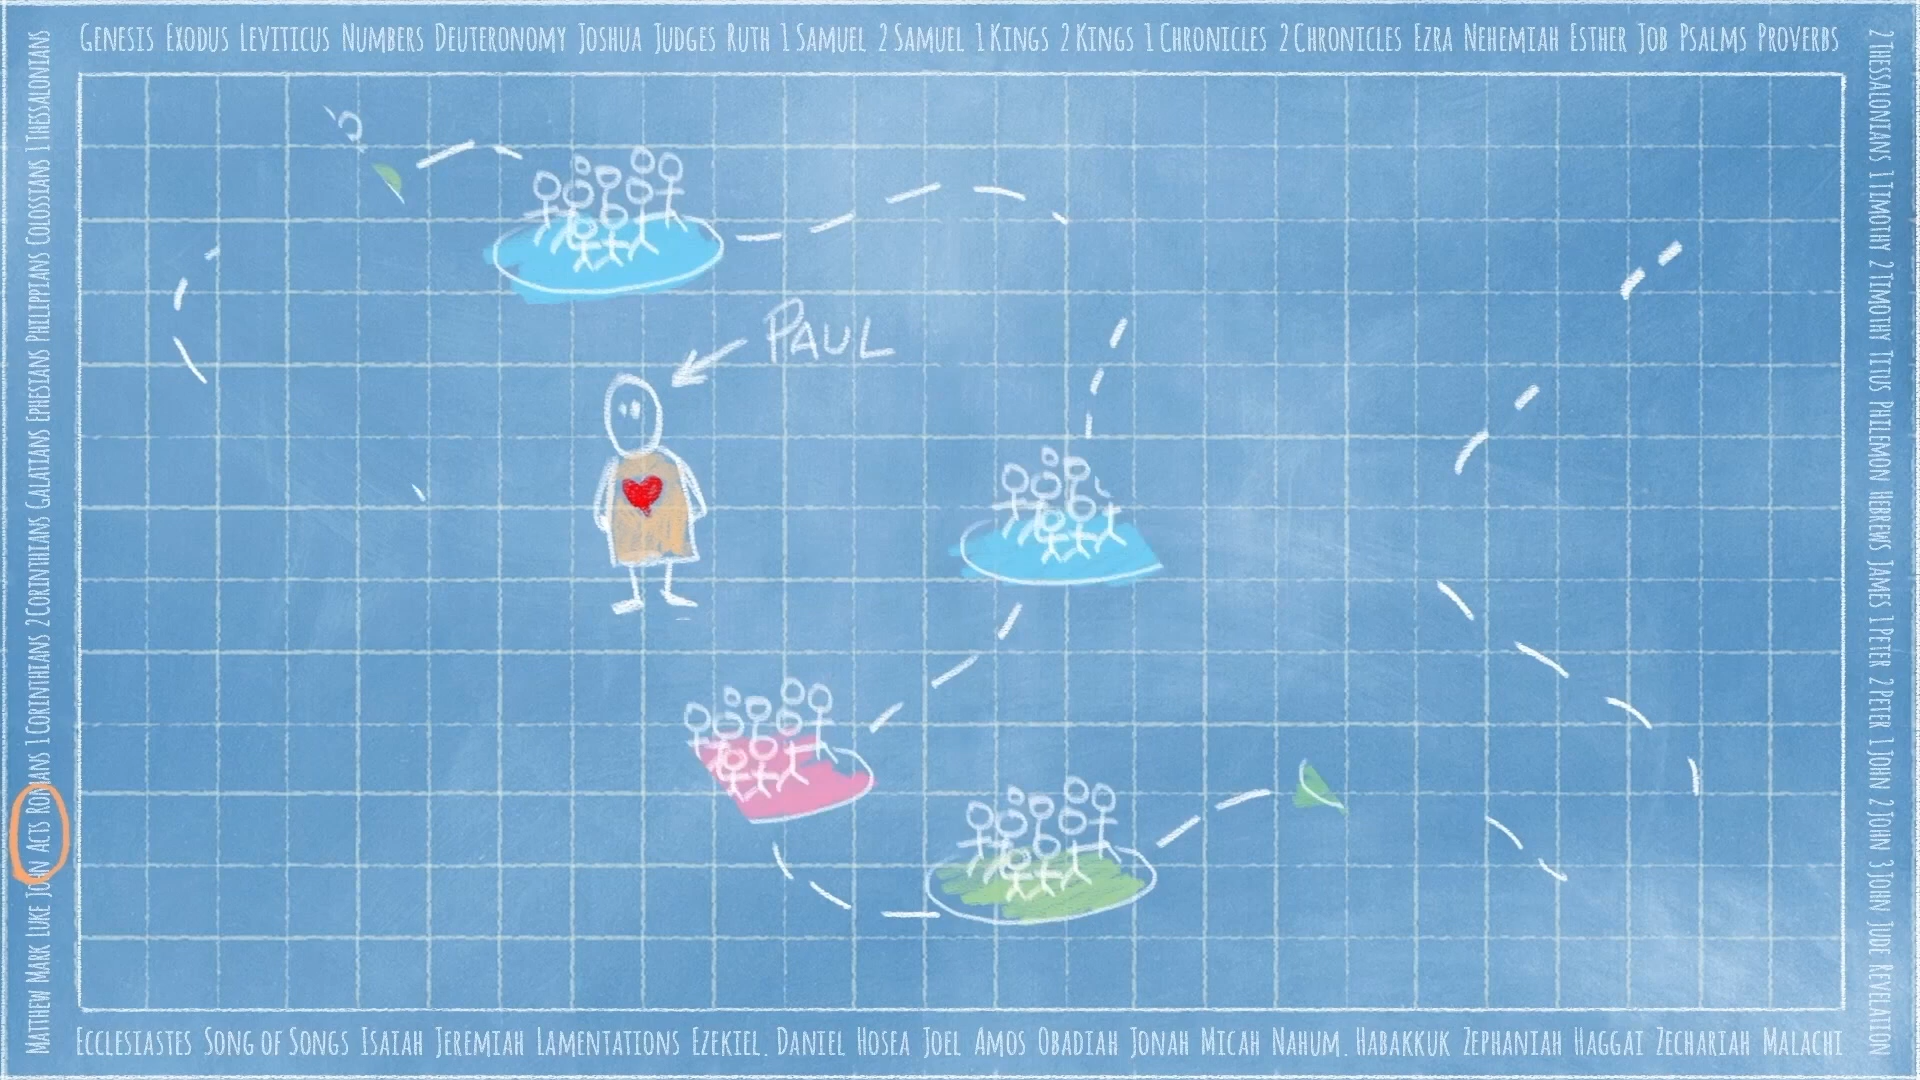 Genesis Exodus Leviticus Numbers Deuteronomy Joshua Judges Ruth 1 Samuel 2 Samuel 1 Kings 2 Kings 1 Chronicles 2 Chronicles Ezra Nehemiah Esther Job Psalms Proverbs
Paul
Ecclesiastes Song of Songs Isaiah Jeremiah Lamentations Ezekiel. Daniel Hosea Joel Amos Obadiah Jonah Micah Nahum. Habakkuk Zephaniah Haggai Zechariah Malachi
Matthew Mark Luke John Acts Romans 1 Corinthians 2 Corinthians Galatians Ephesians Philippians Colossians 1 Thessalonians
2 Thessalonians 1 Timothy 2 Timothy Titus Philemon Hebrews James 1 Peter 2 Peter 1 John 2 John 3 John Jude Revelation